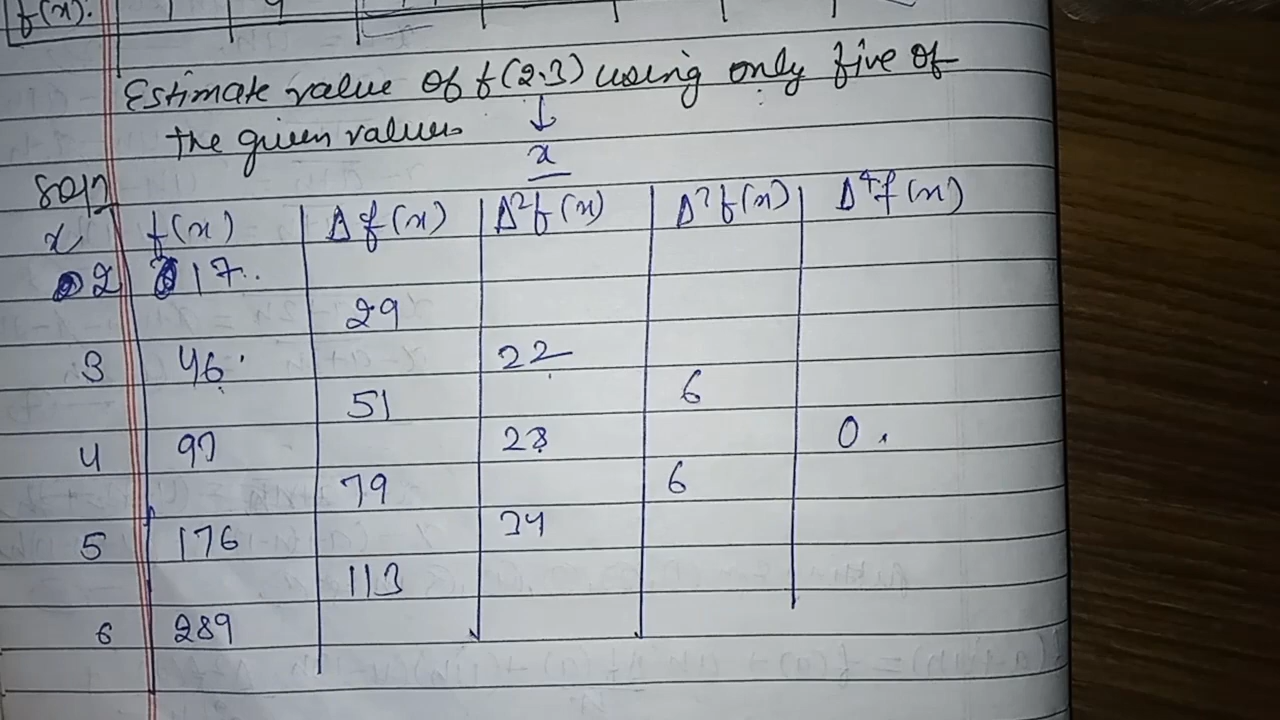 f(x).
Estimate value of f(2.3) using only five of
the given values
x
Soln
x f(x) Δf(x) Δ²f(x) Δ³f(x) Δ⁴f(x)
2 17
29
3 46 22
51 6
4 97 28 0
79 6
5 176 34
113
6 289